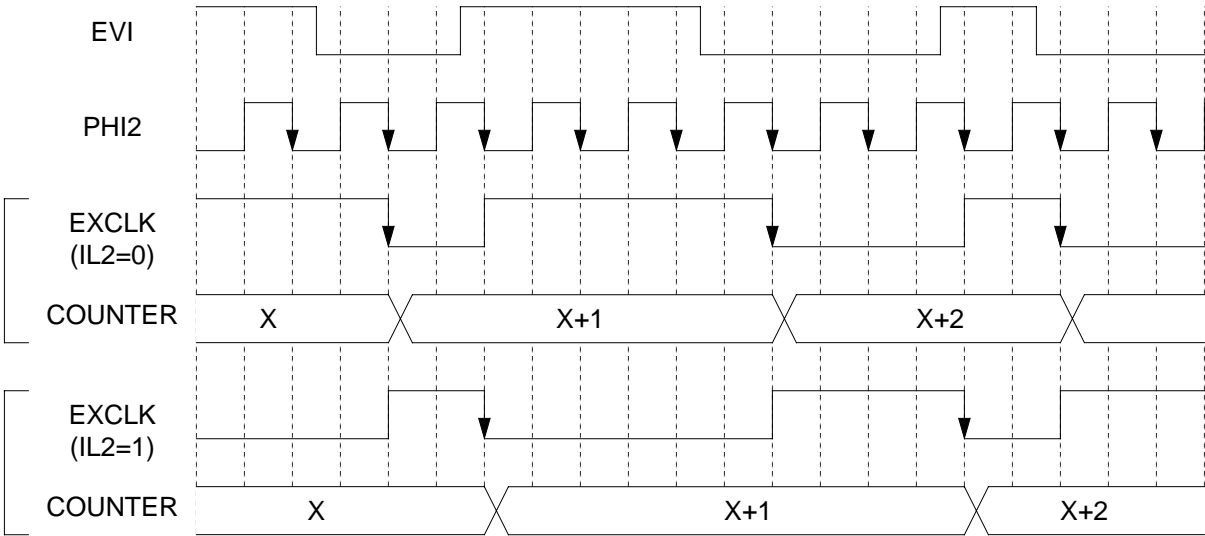 EVI
PHI2
EXCLK
(IL2=0)
COUNTER X X+1 X+2
EXCLK
(IL2=1)
COUNTER X X+1 X+2